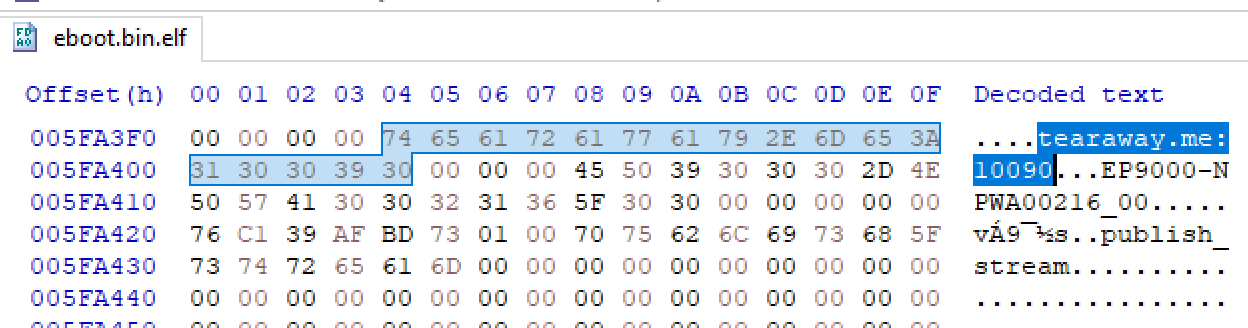 eboot.bin.elf
Offset(h) 00 01 02 03 04 05 06 07 08 09 0A 0B 0C 0D 0E 0F Decoded text
005FA3F0 00 00 00 00 74 65 61 72 61 77 61 79 2E 6D 65 3A ....tearaway.me:
005FA400 31 30 30 39 30 00 00 00 45 50 39 30 30 30 2D 4E 10090...EP9000-N
005FA410 50 57 41 30 30 32 31 36 5F 30 30 00 00 00 00 00 PWA00216_00.....
005FA420 76 C1 39 AF BD 73 01 00 70 75 62 6C 69 73 68 5F vÁ9¯½s..publish_
005FA430 73 74 72 65 61 6D 00 00 00 00 00 00 00 00 00 00 stream..........
005FA440 00 00 00 00 00 00 00 00 00 00 00 00 00 00 00 00 ................